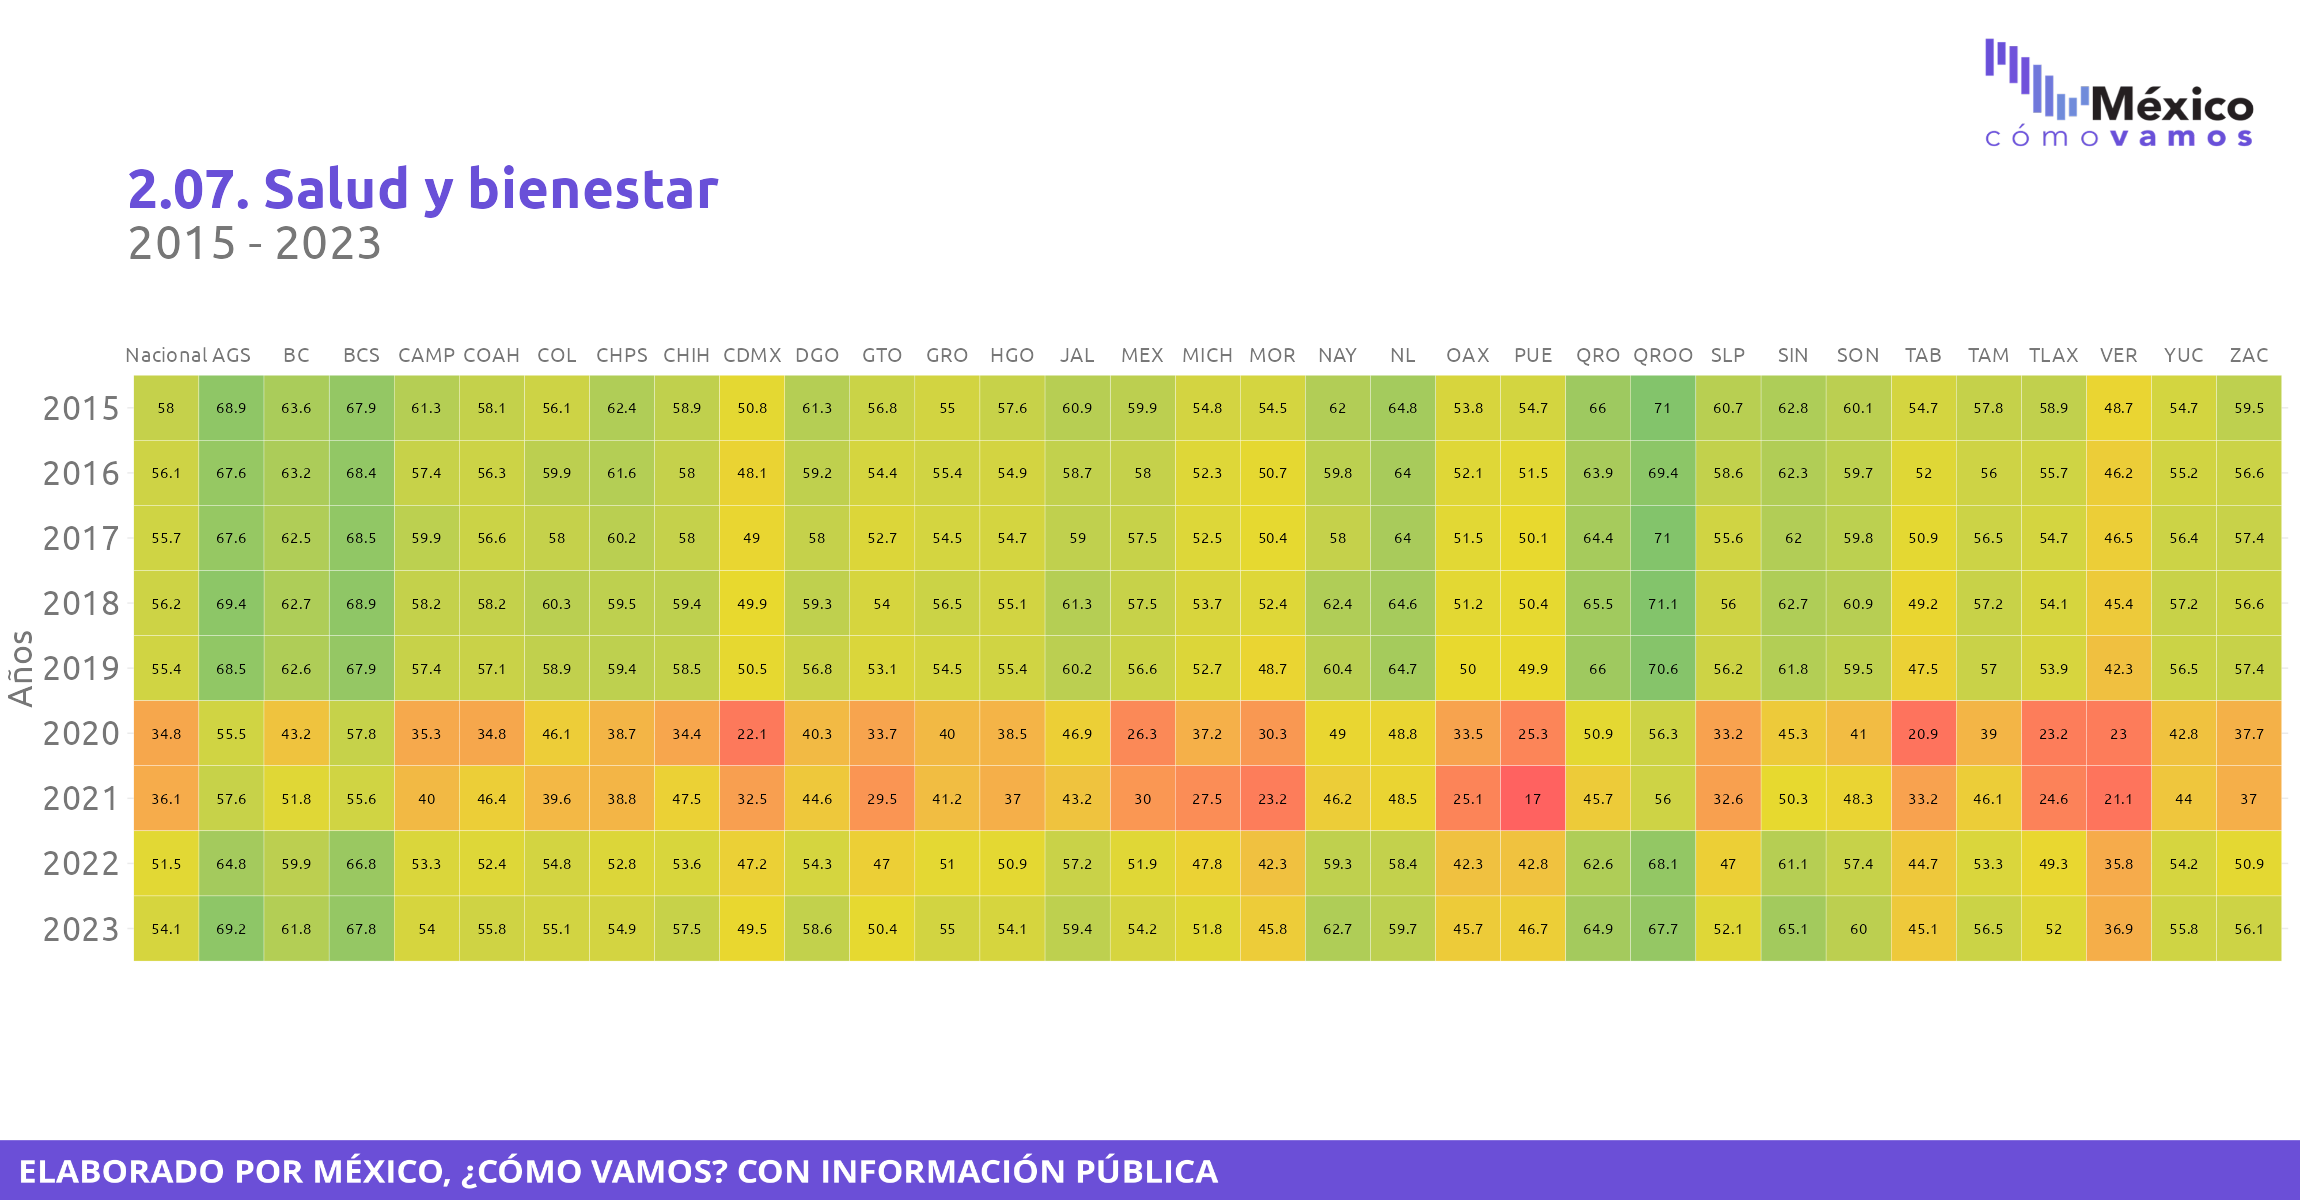 México
cómovamos
2.07. Salud y bienestar
2015 - 2023
Nacional AGS BC BCS CAMP COAH COL CHPS CHIH CDMX DGO GTO GRO HGO JAL MEX MICH MOR NAY NL OAX PUE QRO QROO SLP SIN SON TAB TAM TLAX VER YUC ZAC
Años
2015 58 68.9 63.6 67.9 61.3 58.1 56.1 62.4 58.9 50.8 61.3 56.8 55 57.6 60.9 59.9 54.8 54.5 62 64.8 53.8 54.7 66 71 60.7 62.8 60.1 54.7 57.8 58.9 48.7 54.7 59.5
2016 56.1 67.6 63.2 68.4 57.4 56.3 59.9 61.6 58 48.1 59.2 54.4 55.4 54.9 58.7 58 52.3 50.7 59.8 64 52.1 51.5 63.9 69.4 58.6 62.3 59.7 52 56 55.7 46.2 55.2 56.6
2017 55.7 67.6 62.5 68.5 59.9 56.6 58 60.2 58 49 58 52.7 54.5 54.7 59 57.5 52.5 50.4 58 64 51.5 50.1 64.4 71 55.6 62 59.8 50.9 56.5 54.7 46.5 56.4 57.4
2018 56.2 69.4 62.7 68.9 58.2 58.2 60.3 59.5 59.4 49.9 59.3 54 56.5 55.1 61.3 57.5 53.7 52.4 62.4 64.6 51.2 50.4 65.5 71.1 56 62.7 60.9 49.2 57.2 54.1 45.4 57.2 56.6
2019 55.4 68.5 62.6 67.9 57.4 57.1 58.9 59.4 58.5 50.5 56.8 53.1 54.5 55.4 60.2 56.6 52.7 48.7 60.4 64.7 50 49.9 66 70.6 56.2 61.8 59.5 47.5 57 53.9 42.3 56.5 57.4
2020 34.8 55.5 43.2 57.8 35.3 34.8 46.1 38.7 34.4 22.1 40.3 33.7 40 38.5 46.9 26.3 37.2 30.3 49 48.8 33.5 25.3 50.9 56.3 33.2 45.3 41 20.9 39 23.2 23 42.8 37.7
2021 36.1 57.6 51.8 55.6 40 46.4 39.6 38.8 47.5 32.5 44.6 29.5 41.2 37 43.2 30 27.5 23.2 46.2 48.5 25.1 17 45.7 56 32.6 50.3 48.3 33.2 46.1 24.6 21.1 44 37
2022 51.5 64.8 59.9 66.8 53.3 52.4 54.8 52.8 53.6 47.2 54.3 47 51 50.9 57.2 51.9 47.8 42.3 59.3 58.4 42.3 42.8 62.6 68.1 47 61.1 57.4 44.7 53.3 49.3 35.8 54.2 50.9
2023 54.1 69.2 61.8 67.8 54 55.8 55.1 54.9 57.5 49.5 58.6 50.4 55 54.1 59.4 54.2 51.8 45.8 62.7 59.7 45.7 46.7 64.9 67.7 52.1 65.1 60 45.1 56.5 52 36.9 55.8 56.1
ELABORADO POR MÉXICO, ¿CÓMO VAMOS? CON INFORMACIÓN PÚBLICA